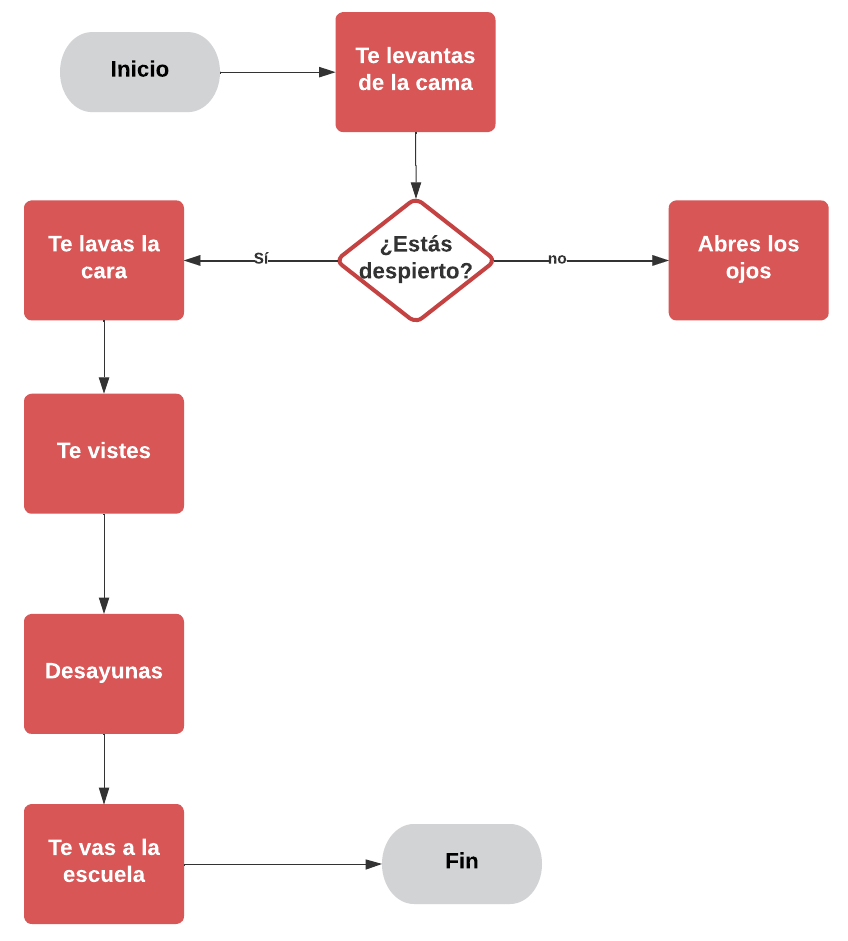 Inicio
Te levantas
de la cama
Te lavas la
cara
Sí
¿Estás
despierto?
no
Abres los
ojos
Te vistes
Desayunas
Te vas a la
escuela
Fin